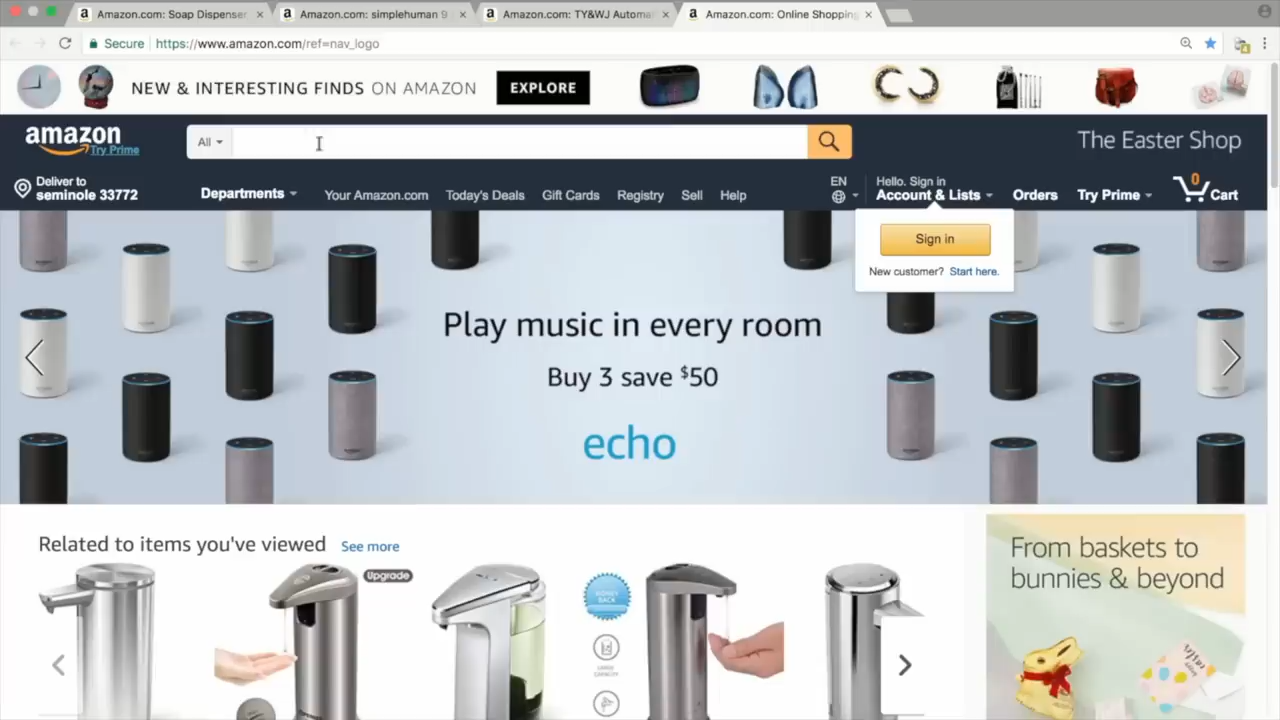 Amazon.com: Soap Dispenser
Amazon.com: simplehuman 9
Amazon.com: TY&WJ Automat
Amazon.com: Online Shopping
Secure
https://www.amazon.com/ref=nav_logo
NEW & INTERESTING FINDS ON AMAZON
EXPLORE
amazon
Try Prime
All
The Easter Shop
Deliver to
seminole 33772
Departments
Your Amazon.com
Today's Deals
Gift Cards
Registry
Sell
Help
EN
Hello. Sign in
Account & Lists
Orders
Try Prime
0
Cart
Sign in
New customer? Start here.
Play music in every room
Buy 3 save $50
echo
Related to items you've viewed
See more
Upgrade
MONEY
BACK
From baskets to
bunnies & beyond